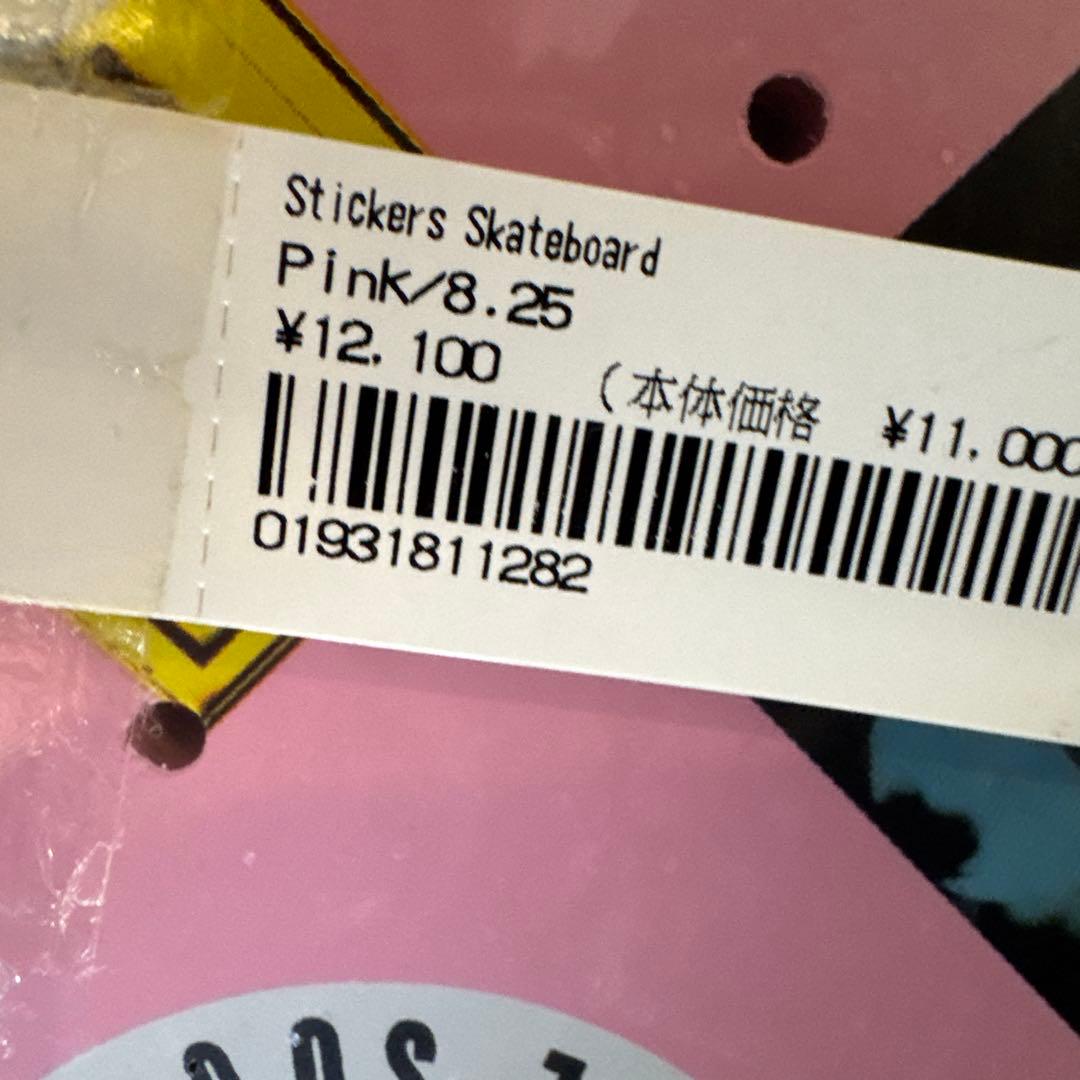 Stickers Skateboard
Pink/8.25
¥12.100 (本体価格 ¥11.000
01931811282